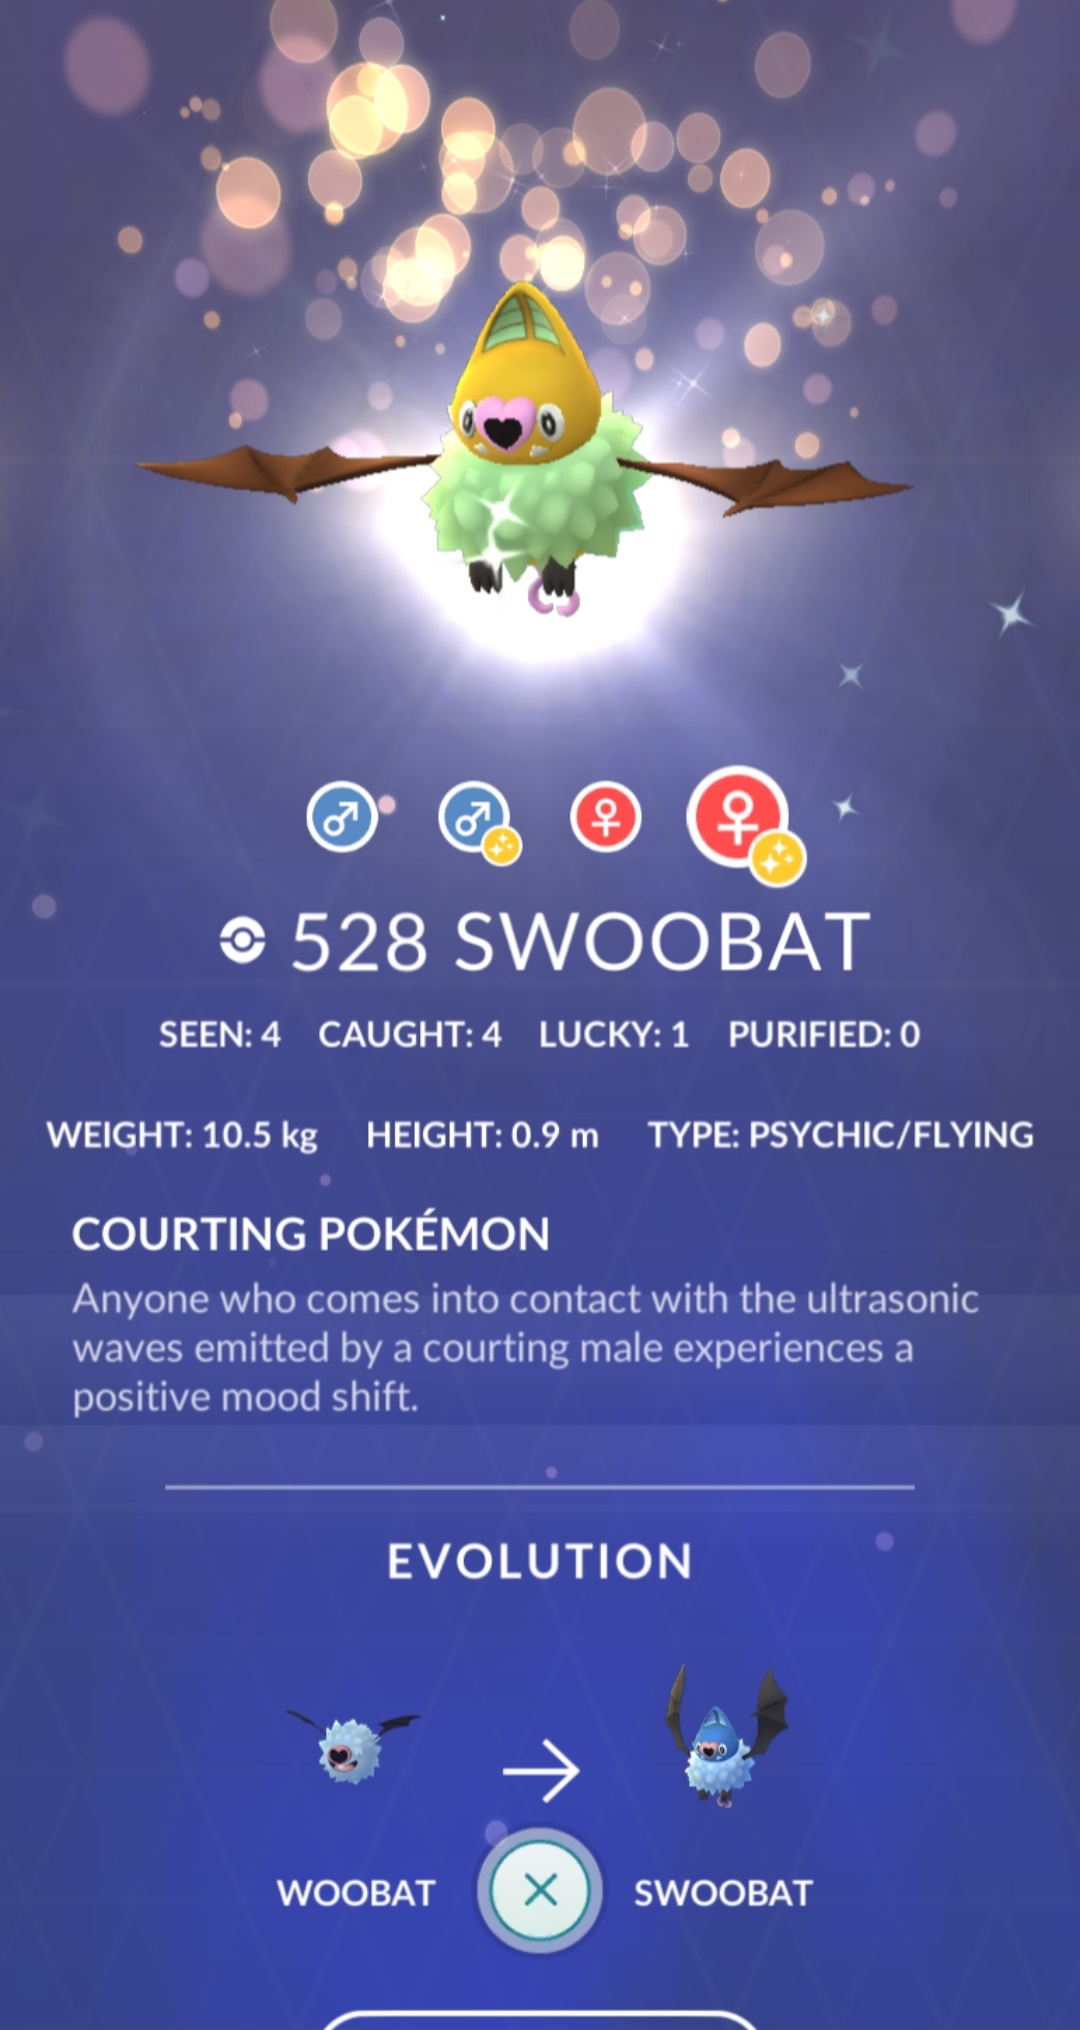 528 SWOOBAT
SEEN: 4 CAUGHT: 4 LUCKY: 1 PURIFIED: 0
WEIGHT: 10.5 kg HEIGHT: 0.9 m TYPE: PSYCHIC/FLYING
COURTING POKÉMON
Anyone who comes into contact with the ultrasonic
waves emitted by a courting male experiences a
positive mood shift.
EVOLUTION
WOOBAT SWOOBAT